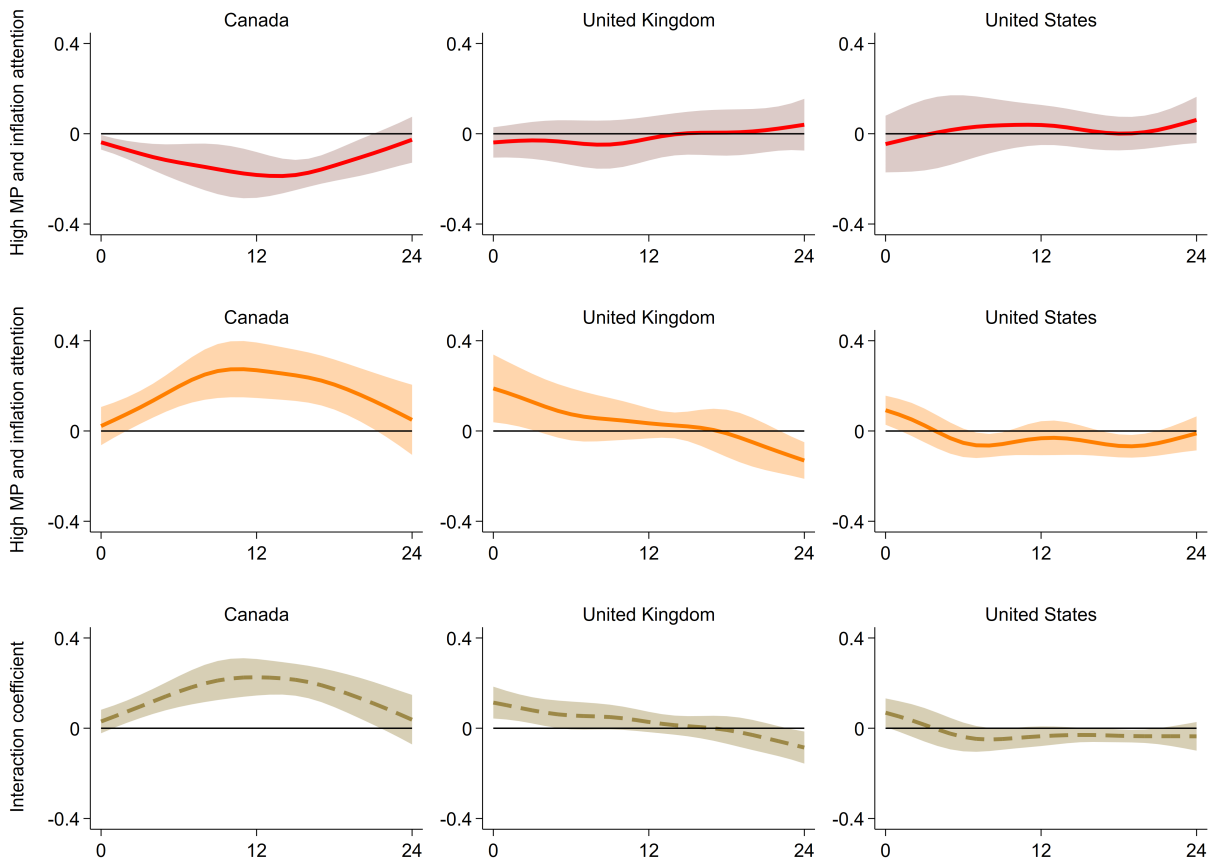 Canada United Kingdom United States
High MP and inflation attention
0.4 0.4 0.4
0 0 0
-0.4 -0.4 -0.4
0 12 24 0 12 24 0 12 24
Canada United Kingdom United States
High MP and inflation attention
0.4 0.4 0.4
0 0 0
-0.4 -0.4 -0.4
0 12 24 0 12 24 0 12 24
Canada United Kingdom United States
Interaction coefficient
0.4 0.4 0.4
0 0 0
-0.4 -0.4 -0.4
0 12 24 0 12 24 0 12 24